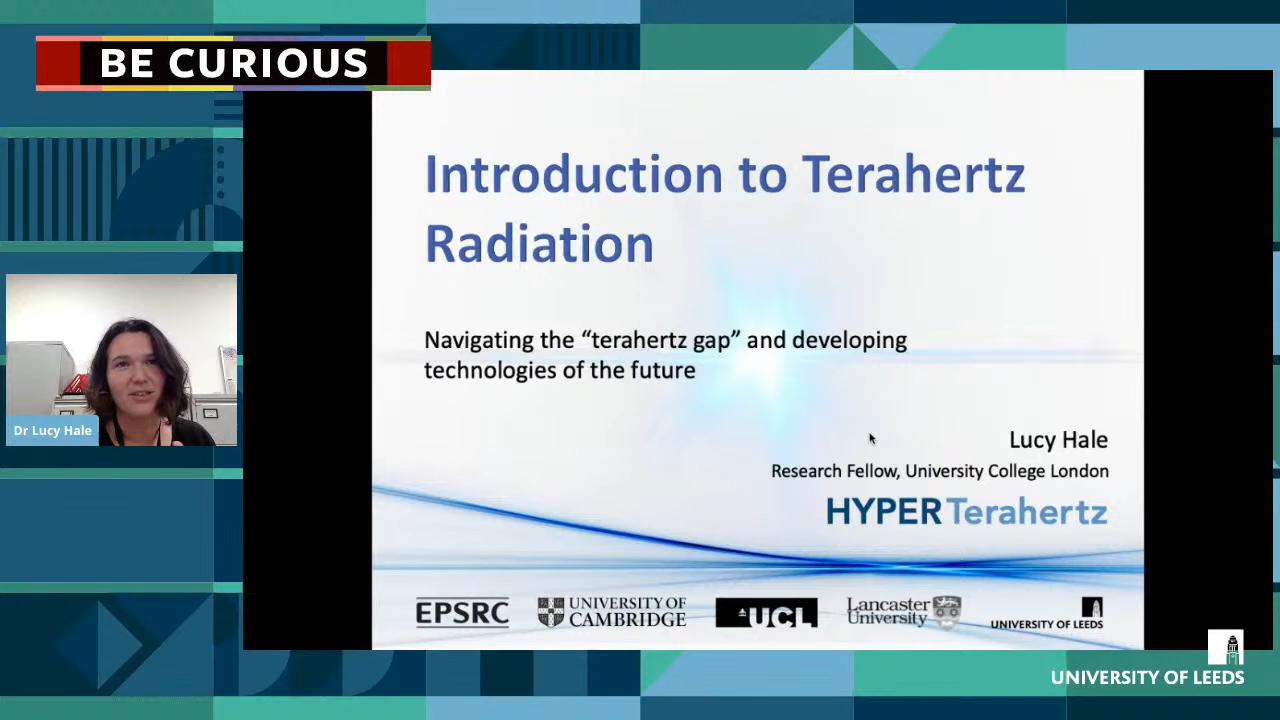 BE CURIOUS
Introduction to Terahertz
Radiation
Navigating the “terahertz gap” and developing
technologies of the future
Dr Lucy Hale
Lucy Hale
Research Fellow, University College London
HYPERTerahertz
EPSRC
UNIVERSITY OF
CAMBRIDGE
UCL
Lancaster
University
UNIVERSITY OF LEEDS
UNIVERSITY OF LEEDS